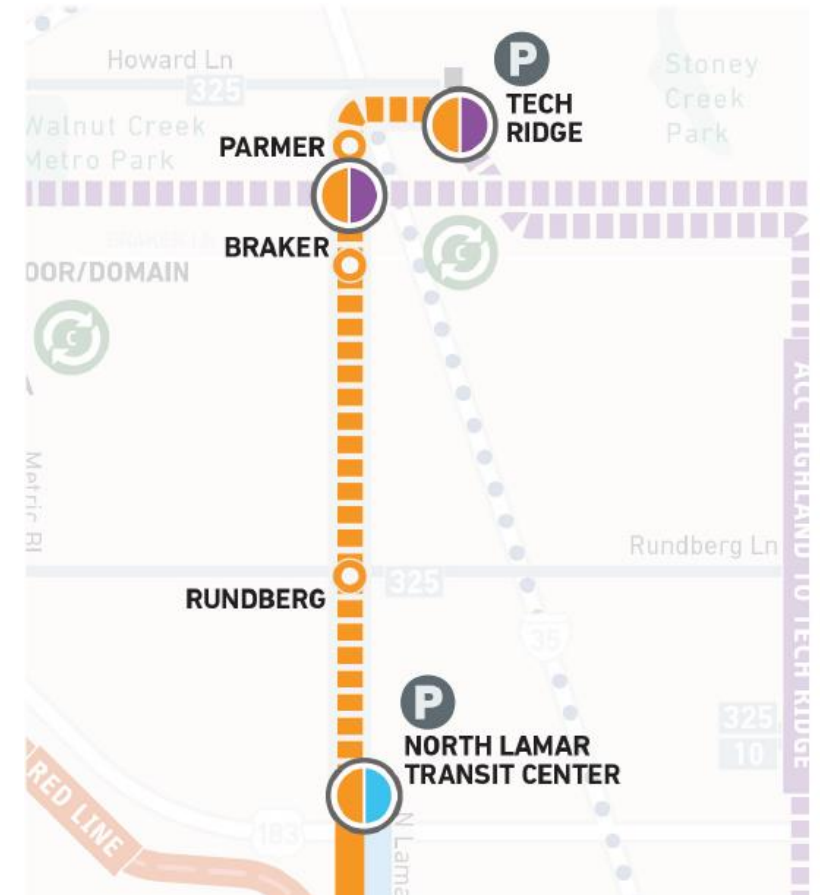 Howard Ln
325
P
TECH
RIDGE
Stoney
Creek
Park
Walnut Creek
Metro Park
PARMER
BRAKER
OOR/DOMAIN
C
C
Metric Bl
ACC HIGHLAND TO TECH RIDGE
Rundberg Ln
325
RUNDBERG
35
P
NORTH LAMAR
TRANSIT CENTER
325
10
RED LINE
183
N Lama